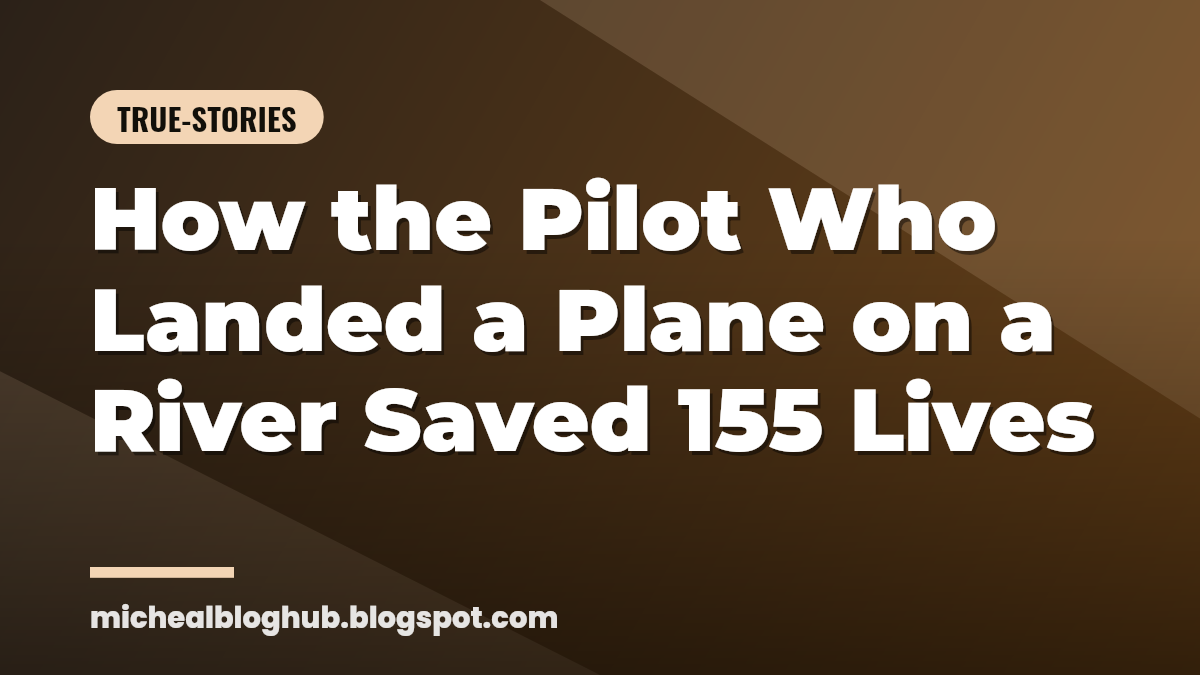 TRUE-STORIES
How the Pilot Who
Landed a Plane on a
River Saved 155 Lives
michealbloghub.blogspot.com